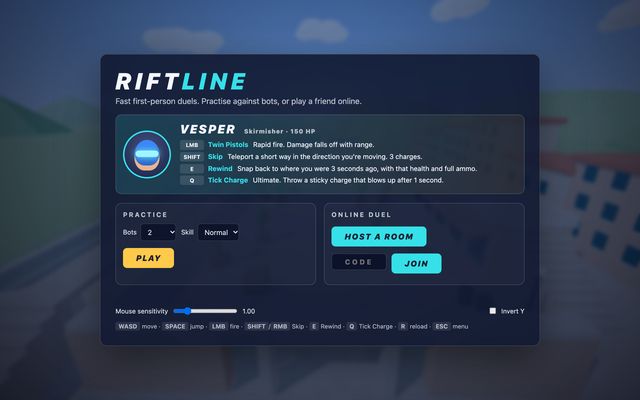 RIFTLINE
Fast first-person duels. Practise against bots, or play a friend online.
VESPER Skirmisher · 150 HP
LMB Twin Pistols Rapid fire. Damage falls off with range.
SHIFT Skip Teleport a short way in the direction you're moving. 3 charges.
E Rewind Snap back to where you were 3 seconds ago, with that health and full ammo.
Q Tick Charge Ultimate. Throw a sticky charge that blows up after 1 second.
PRACTICE
Bots 2 Skill Normal
PLAY
ONLINE DUEL
HOST A ROOM
CODE JOIN
Mouse sensitivity 1.00 Invert Y
WASD move · SPACE jump · LMB fire · SHIFT / RMB Skip · E Rewind · Q Tick Charge · R reload · ESC menu